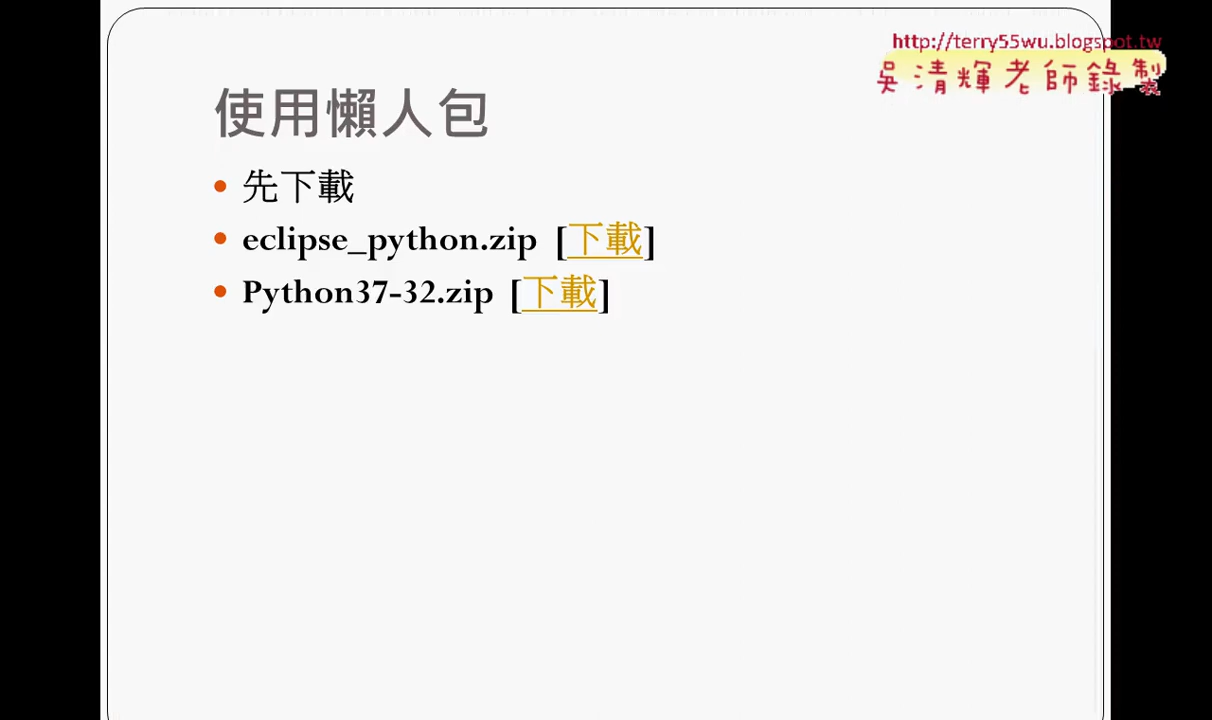 http://terry55wu.blogspot.tw
吳清輝老師錄製
使用懶人包
• 先下載
• eclipse_python.zip [下載]
• Python37-32.zip [下載]